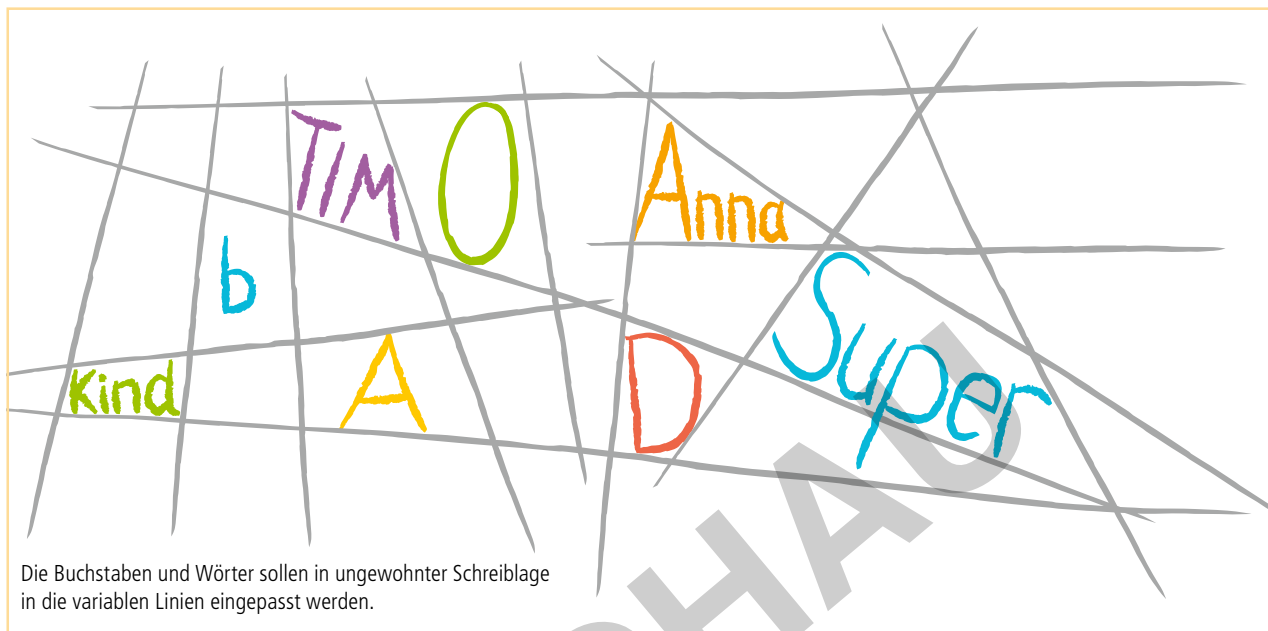 TIM
O
Anna
b
Super
kind
A
D
Die Buchstaben und Wörter sollen in ungewohnter Schreiblage
in die variablen Linien eingepasst werden.